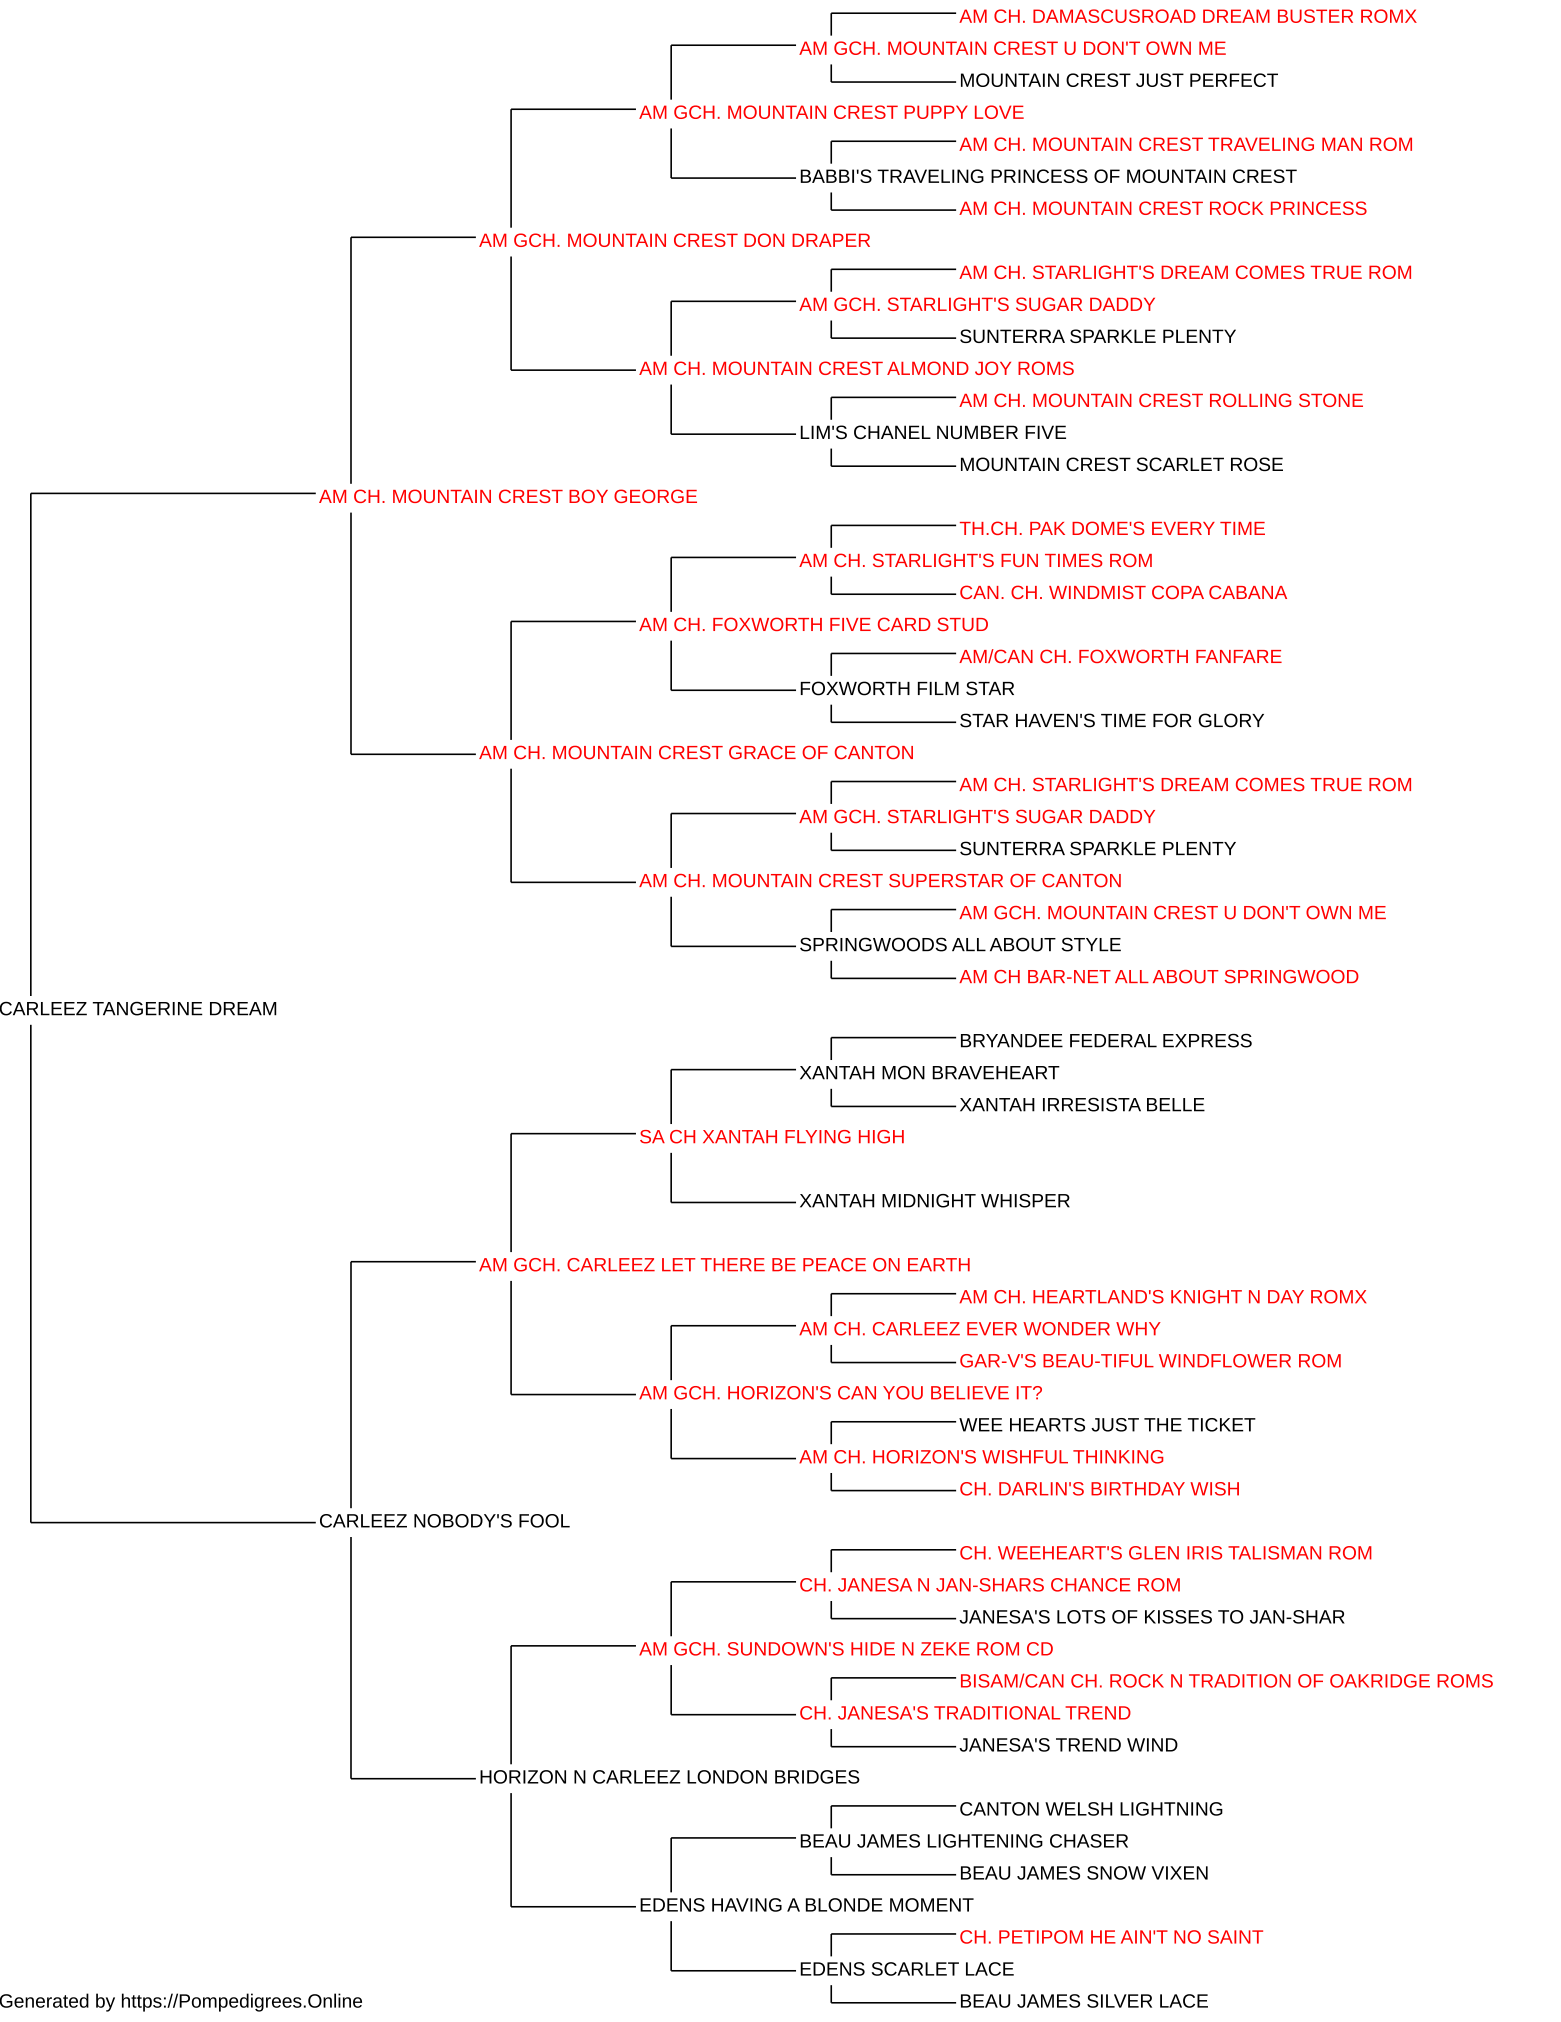 AM CH. DAMASCUSROAD DREAM BUSTER ROMX
AM GCH. MOUNTAIN CREST U DON'T OWN ME
MOUNTAIN CREST JUST PERFECT
AM GCH. MOUNTAIN CREST PUPPY LOVE
AM CH. MOUNTAIN CREST TRAVELING MAN ROM
BABBI'S TRAVELING PRINCESS OF MOUNTAIN CREST
AM CH. MOUNTAIN CREST ROCK PRINCESS
AM GCH. MOUNTAIN CREST DON DRAPER
AM CH. STARLIGHT'S DREAM COMES TRUE ROM
AM GCH. STARLIGHT'S SUGAR DADDY
SUNTERRA SPARKLE PLENTY
AM CH. MOUNTAIN CREST ALMOND JOY ROMS
AM CH. MOUNTAIN CREST ROLLING STONE
LIM'S CHANEL NUMBER FIVE
MOUNTAIN CREST SCARLET ROSE
AM CH. MOUNTAIN CREST BOY GEORGE
TH.CH. PAK DOME'S EVERY TIME
AM CH. STARLIGHT'S FUN TIMES ROM
CAN. CH. WINDMIST COPA CABANA
AM CH. FOXWORTH FIVE CARD STUD
AM/CAN CH. FOXWORTH FANFARE
FOXWORTH FILM STAR
STAR HAVEN'S TIME FOR GLORY
AM CH. MOUNTAIN CREST GRACE OF CANTON
AM CH. STARLIGHT'S DREAM COMES TRUE ROM
AM GCH. STARLIGHT'S SUGAR DADDY
SUNTERRA SPARKLE PLENTY
AM CH. MOUNTAIN CREST SUPERSTAR OF CANTON
AM GCH. MOUNTAIN CREST U DON'T OWN ME
SPRINGWOODS ALL ABOUT STYLE
AM CH BAR-NET ALL ABOUT SPRINGWOOD
CARLEEZ TANGERINE DREAM
BRYANDEE FEDERAL EXPRESS
XANTAH MON BRAVEHEART
XANTAH IRRESISTA BELLE
SA CH XANTAH FLYING HIGH
XANTAH MIDNIGHT WHISPER
AM GCH. CARLEEZ LET THERE BE PEACE ON EARTH
AM CH. HEARTLAND'S KNIGHT N DAY ROMX
AM CH. CARLEEZ EVER WONDER WHY
GAR-V'S BEAU-TIFUL WINDFLOWER ROM
AM GCH. HORIZON'S CAN YOU BELIEVE IT?
WEE HEARTS JUST THE TICKET
AM CH. HORIZON'S WISHFUL THINKING
CH. DARLIN'S BIRTHDAY WISH
CARLEEZ NOBODY'S FOOL
CH. WEEHEART'S GLEN IRIS TALISMAN ROM
CH. JANESA N JAN-SHARS CHANCE ROM
JANESA'S LOTS OF KISSES TO JAN-SHAR
AM GCH. SUNDOWN'S HIDE N ZEKE ROM CD
BISAM/CAN CH. ROCK N TRADITION OF OAKRIDGE ROMS
CH. JANESA'S TRADITIONAL TREND
JANESA'S TREND WIND
HORIZON N CARLEEZ LONDON BRIDGES
CANTON WELSH LIGHTNING
BEAU JAMES LIGHTENING CHASER
BEAU JAMES SNOW VIXEN
EDENS HAVING A BLONDE MOMENT
CH. PETIPOM HE AIN'T NO SAINT
EDENS SCARLET LACE
BEAU JAMES SILVER LACE
Generated by https://Pompedigrees.Online